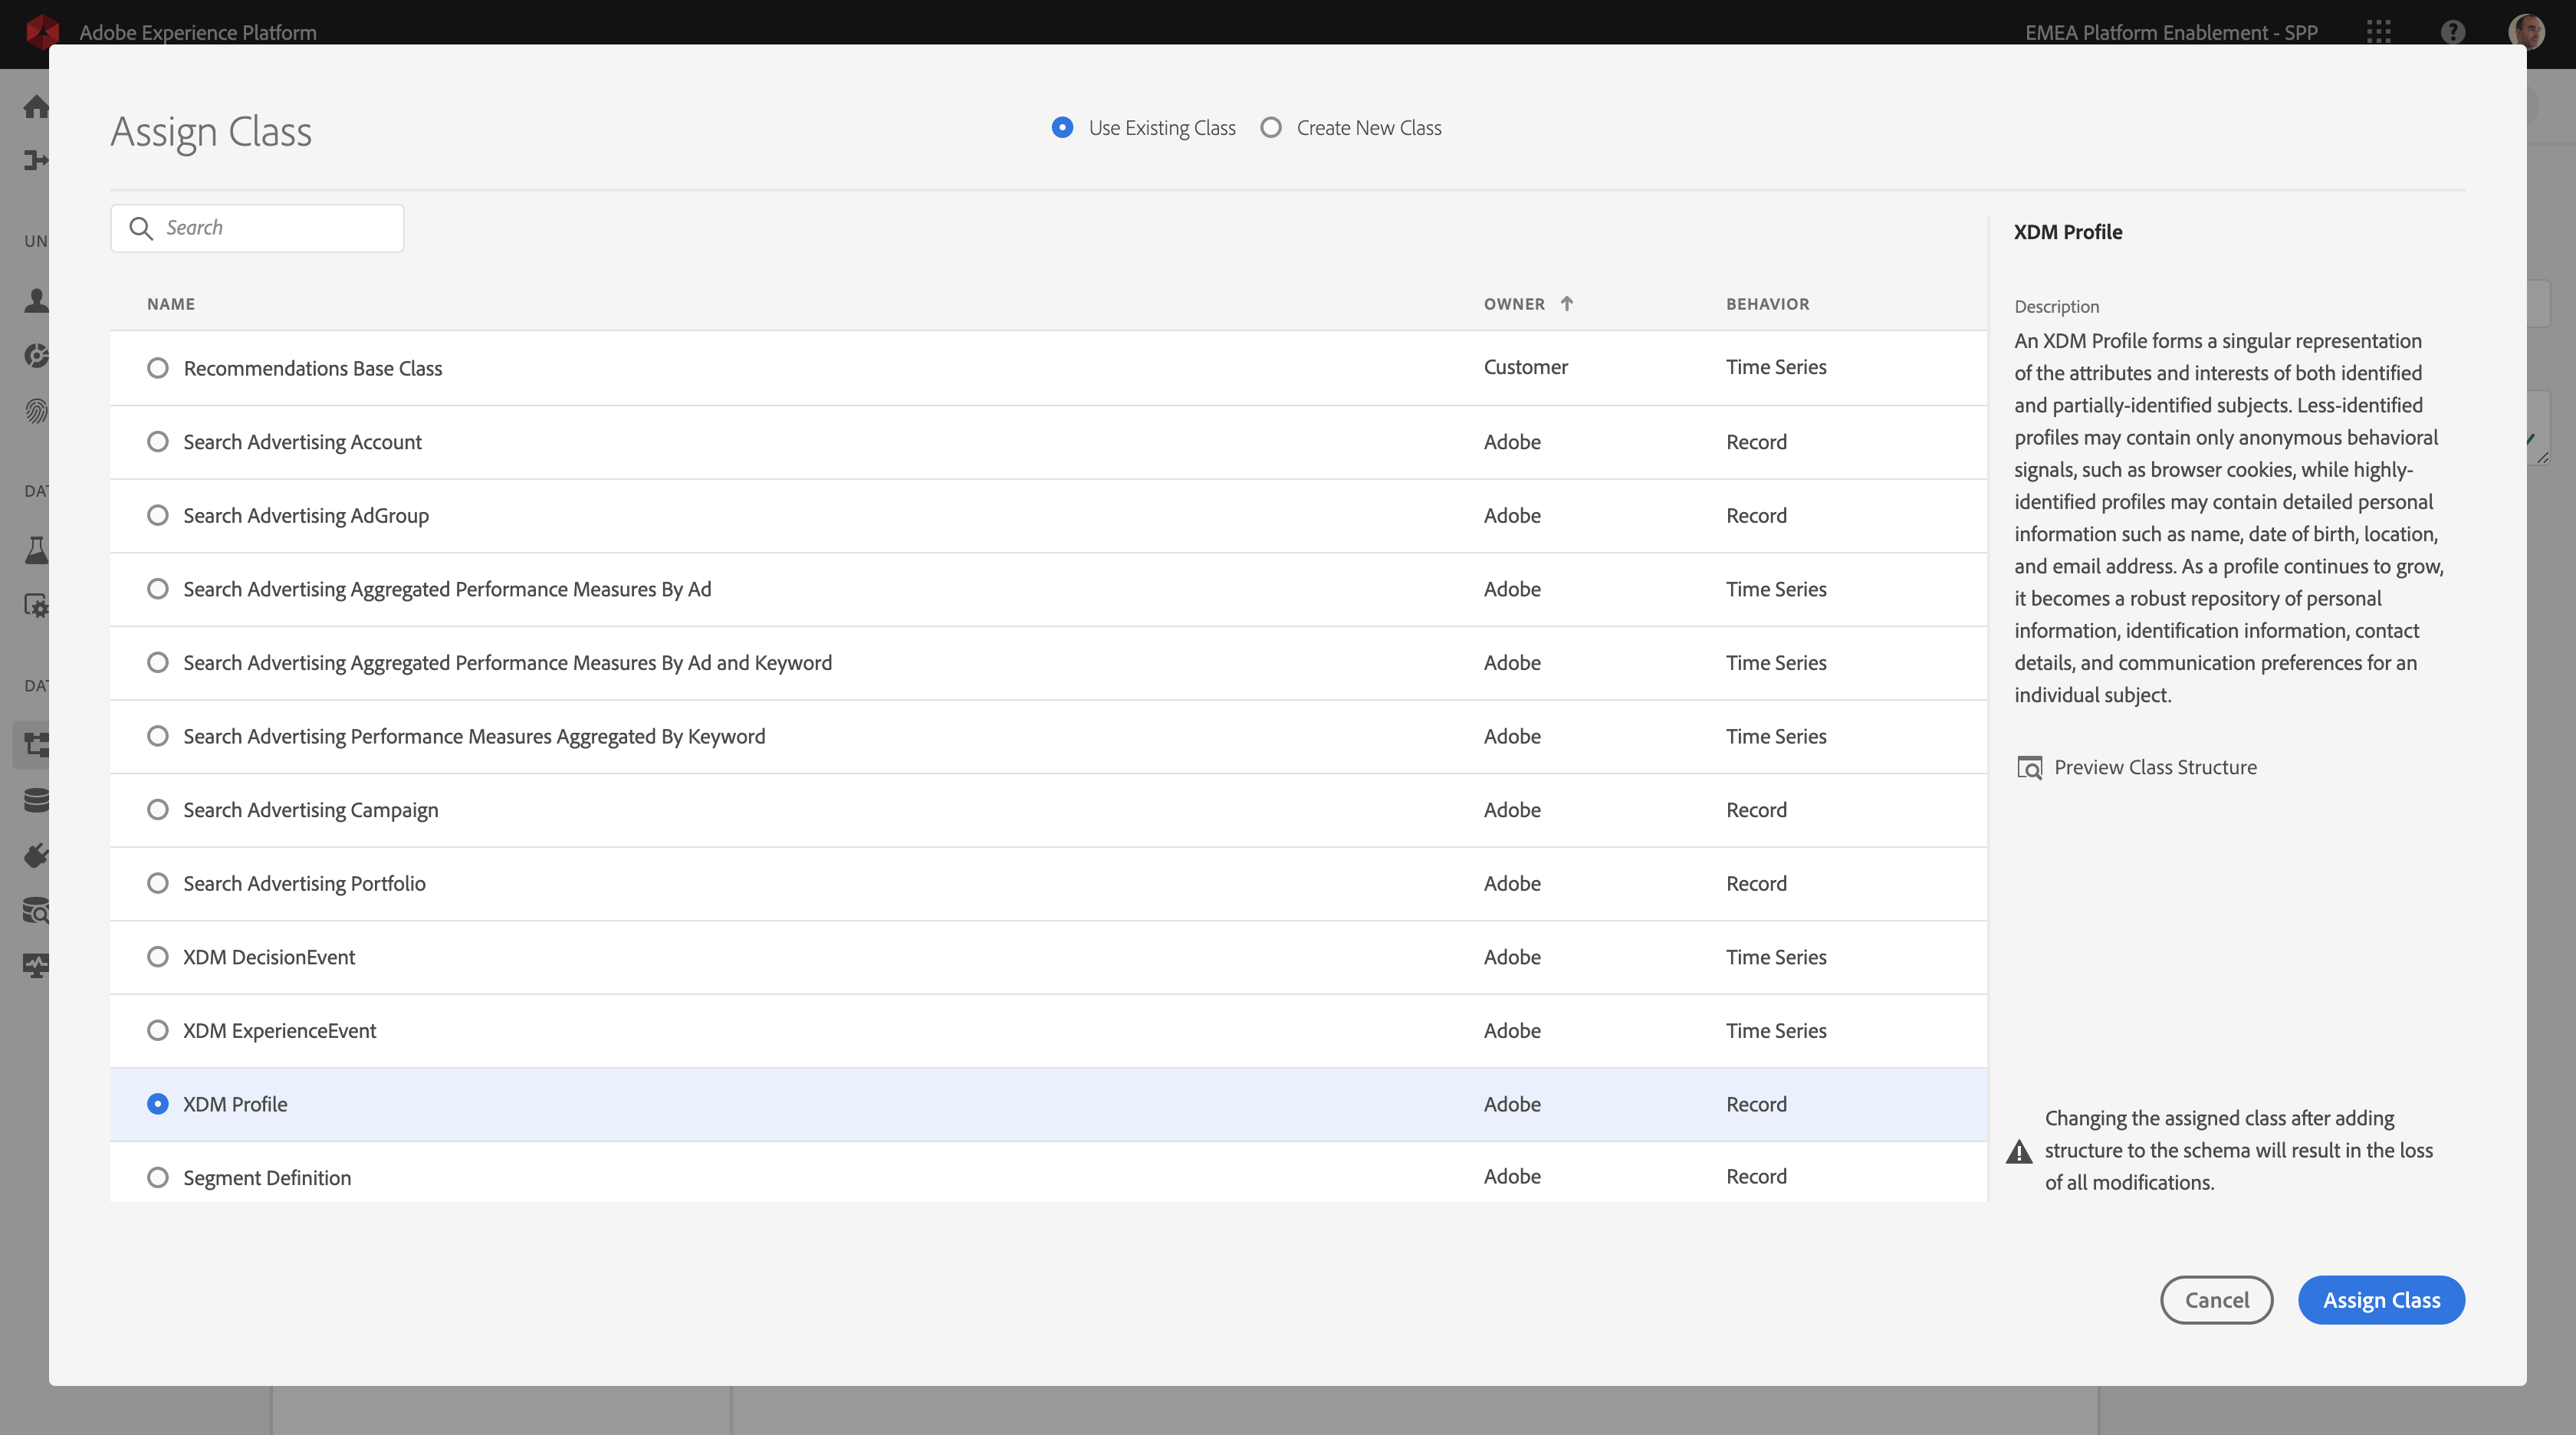 Adobe Experience Platform
EMEA Platform Enablement - SPP
?
Assign Class
Use Existing Class
Create New Class
Search
NAME
OWNER
BEHAVIOR
Recommendations Base Class
Customer
Time Series
Search Advertising Account
Adobe
Record
Search Advertising AdGroup
Adobe
Record
Search Advertising Aggregated Performance Measures By Ad
Adobe
Time Series
Search Advertising Aggregated Performance Measures By Ad and Keyword
Adobe
Time Series
Search Advertising Performance Measures Aggregated By Keyword
Adobe
Time Series
Search Advertising Campaign
Adobe
Record
Search Advertising Portfolio
Adobe
Record
XDM DecisionEvent
Adobe
Time Series
XDM ExperienceEvent
Adobe
Time Series
XDM Profile
Adobe
Record
Segment Definition
Adobe
Record
XDM Profile
Description
An XDM Profile forms a singular representation
of the attributes and interests of both identified
and partially-identified subjects. Less-identified
profiles may contain only anonymous behavioral
signals, such as browser cookies, while highly-
identified profiles may contain detailed personal
information such as name, date of birth, location,
and email address. As a profile continues to grow,
it becomes a robust repository of personal
information, identification information, contact
details, and communication preferences for an
individual subject.
Preview Class Structure
Changing the assigned class after adding
structure to the schema will result in the loss
of all modifications.
Cancel
Assign Class